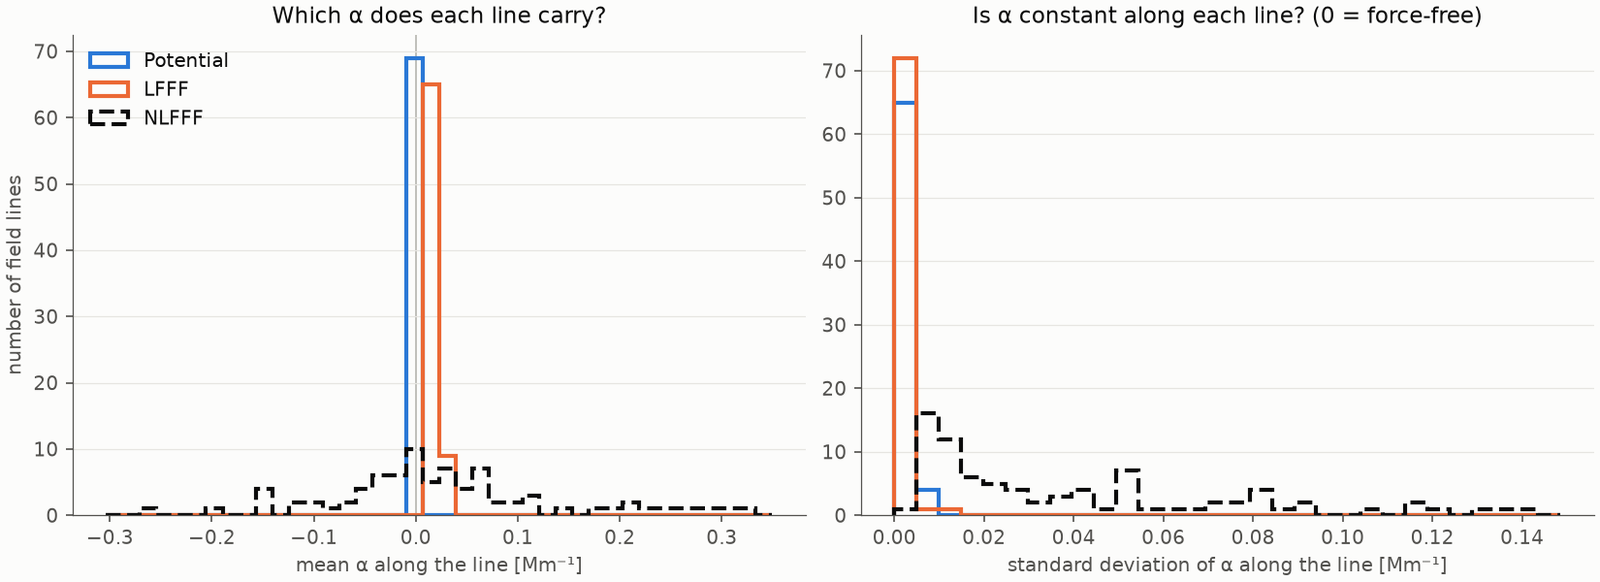 Which α does each line carry?
number of field lines
70
60
50
40
30
20
10
0
Potential
LFFF
NLFFF
−0.3 −0.2 −0.1 0.0 0.1 0.2 0.3
mean α along the line [Mm⁻¹]
Is α constant along each line? (0 = force-free)
70
60
50
40
30
20
10
0
0.00 0.02 0.04 0.06 0.08 0.10 0.12 0.14
standard deviation of α along the line [Mm⁻¹]